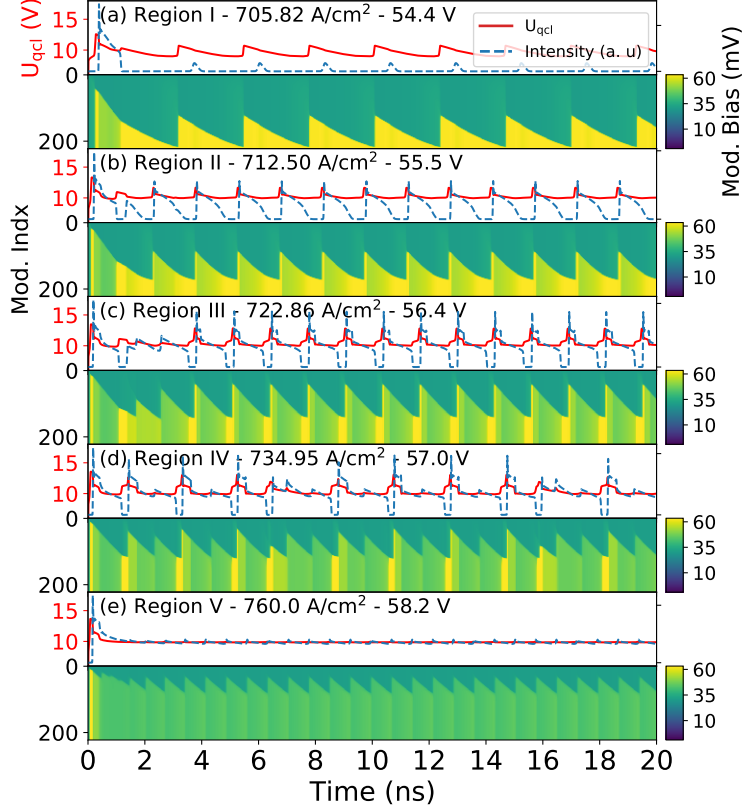 (a) Region I - 705.82 A/cm² - 54.4 V
U_qcl
Intensity (a. u)
U_qcl (V)
15
10
0
200
60
35
10
Mod. Bias (mV)
(b) Region II - 712.50 A/cm² - 55.5 V
15
10
0
200
60
35
10
Mod. Indx
(c) Region III - 722.86 A/cm² - 56.4 V
15
10
0
200
60
35
10
(d) Region IV - 734.95 A/cm² - 57.0 V
15
10
0
200
60
35
10
(e) Region V - 760.0 A/cm² - 58.2 V
15
10
0
200
60
35
10
0 2 4 6 8 10 12 14 16 18 20
Time (ns)